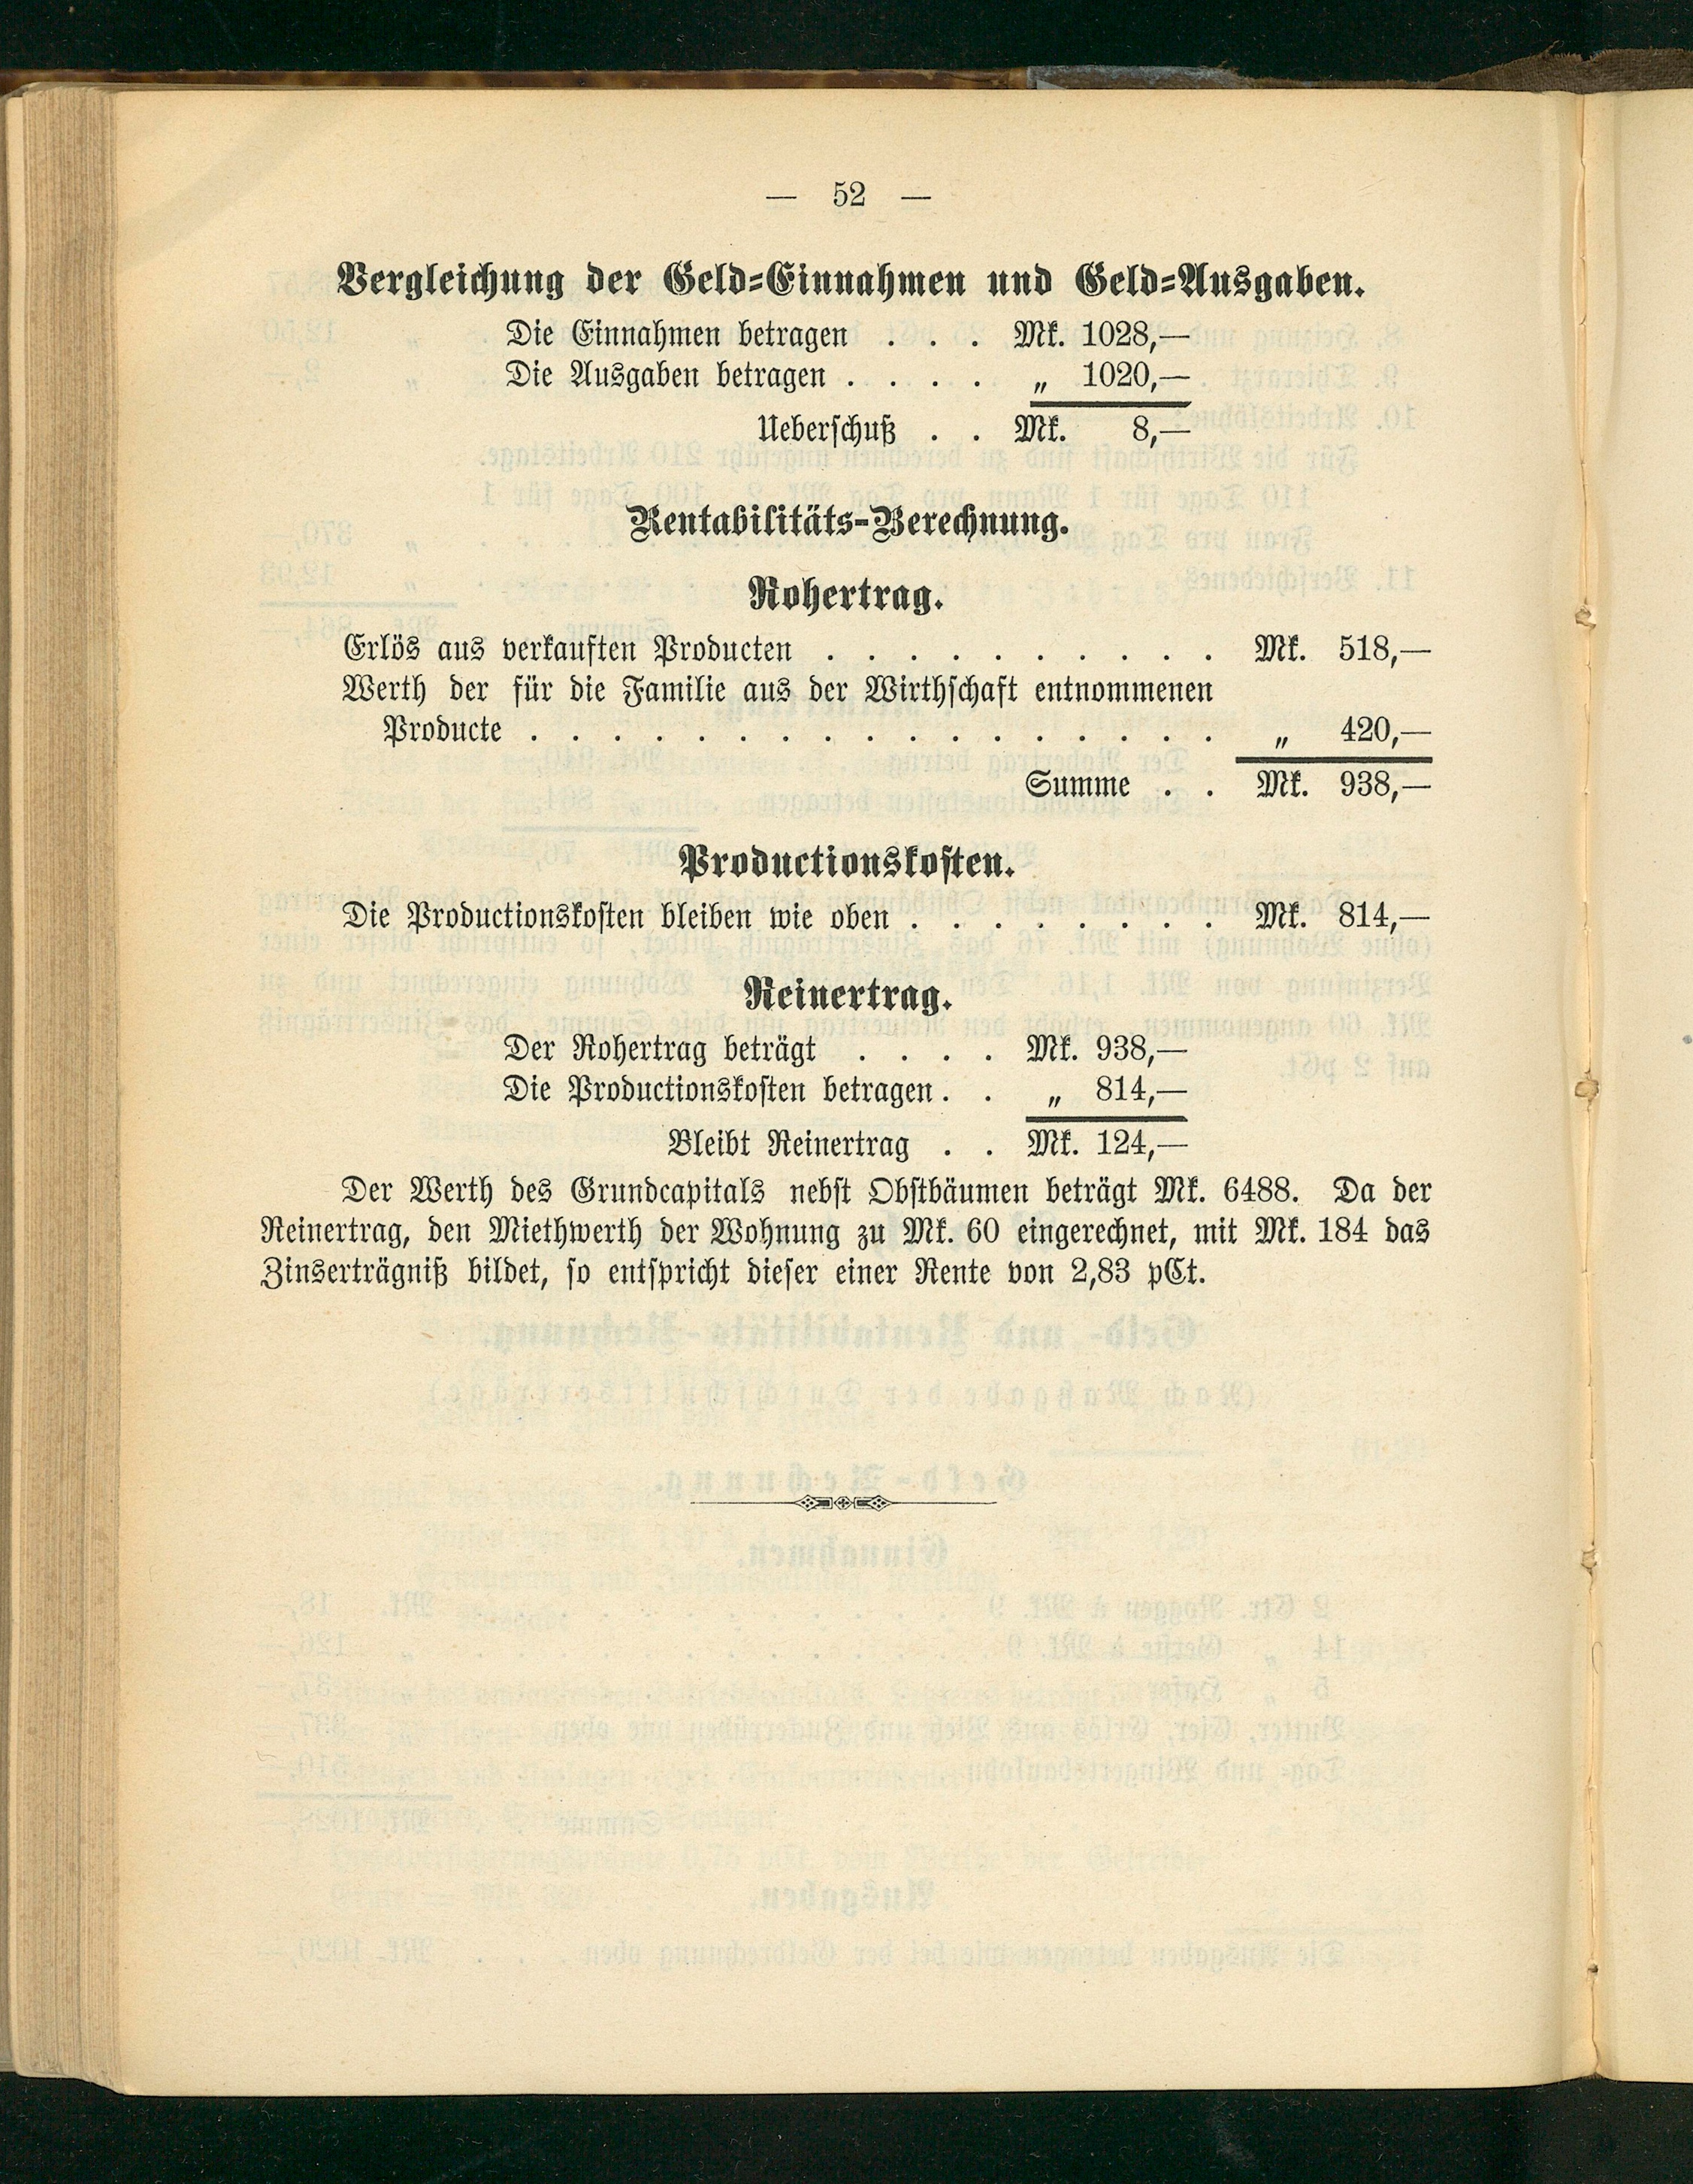 — 52 —
Vergleichung der Geld=Einnahmen und Geld=Ausgaben.
Die Einnahmen betragen . . . Mk. 1028,—
Die Ausgaben betragen . . . . „ 1020,—
Ueberschuß . . Mk. 8,—
Rentabilitäts-Berechnung.
Rohertrag.
Erlös aus verkauften Producten . . . . . . . . . . Mk. 518,—
Werth der für die Familie aus der Wirthschaft entnommenen
Producte . . . . . . . . . . . . . . . . . „ 420,—
Summe . . Mk. 938,—
Productionskosten.
Die Productionskosten bleiben wie oben . . . . . . . . Mk. 814,—
Reinertrag.
Der Rohertrag beträgt . . . . Mk. 938,—
Die Productionskosten betragen . . „ 814,—
Bleibt Reinertrag . . Mk. 124,—
Der Werth des Grundcapitals nebst Obstbäumen beträgt Mk. 6488. Da der
Reinertrag, den Miethwerth der Wohnung zu Mk. 60 eingerechnet, mit Mk. 184 das
Zinserträgniß bildet, so entspricht dieser einer Rente von 2,83 pCt.